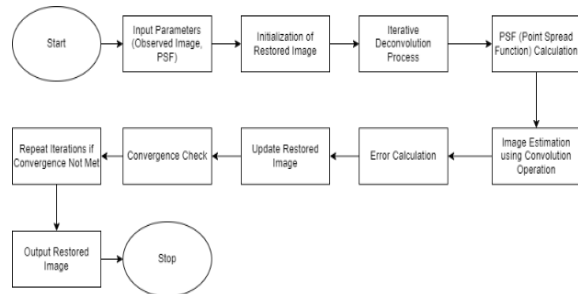 Start
Input Parameters
(Observed Image,
PSF)
Initialization of
Restored Image
Iterative
Deconvolution
Process
PSF (Point Spread
Function) Calculation
Repeat Iterations if
Convergence Not Met
Convergence Check
Update Restored
Image
Error Calculation
Image Estimation
using Convolution
Operation
Output Restored
Image
Stop